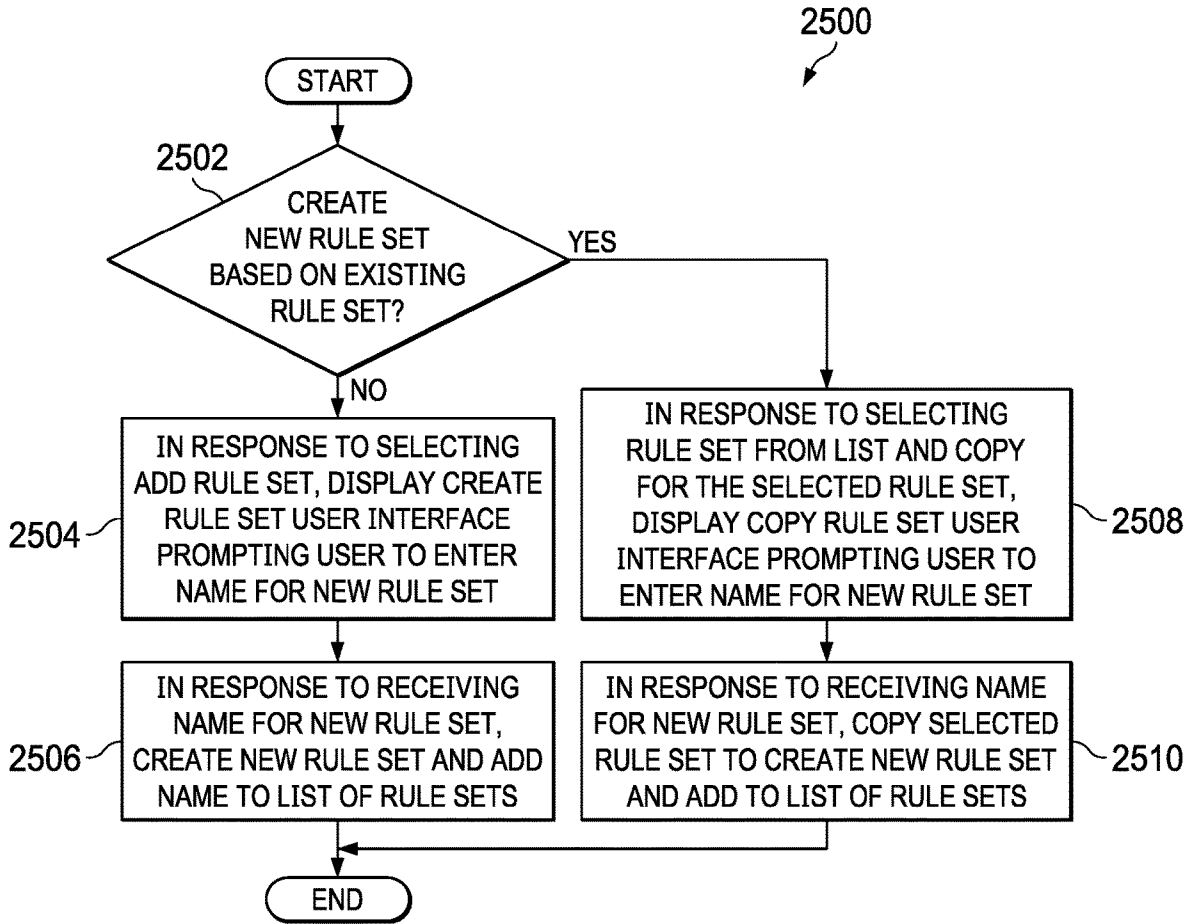 2500
START
2502
CREATE
NEW RULE SET
BASED ON EXISTING
RULE SET?
YES
NO
IN RESPONSE TO SELECTING
ADD RULE SET, DISPLAY CREATE
RULE SET USER INTERFACE
PROMPTING USER TO ENTER
NAME FOR NEW RULE SET
2504
IN RESPONSE TO SELECTING
RULE SET FROM LIST AND COPY
FOR THE SELECTED RULE SET,
DISPLAY COPY RULE SET USER
INTERFACE PROMPTING USER TO
ENTER NAME FOR NEW RULE SET
2508
IN RESPONSE TO RECEIVING
NAME FOR NEW RULE SET,
CREATE NEW RULE SET AND ADD
NAME TO LIST OF RULE SETS
2506
IN RESPONSE TO RECEIVING NAME
FOR NEW RULE SET, COPY SELECTED
RULE SET TO CREATE NEW RULE SET
AND ADD TO LIST OF RULE SETS
2510
END